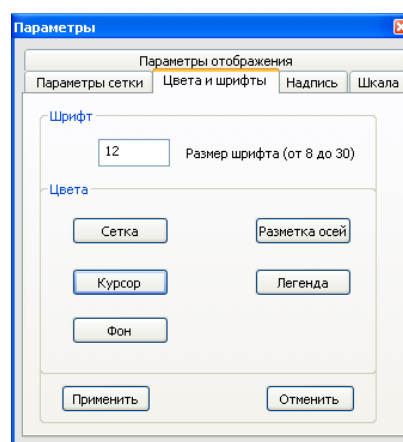 Параметры
Параметры отображения
Параметры сетки Цвета и шрифты Надпись Шкала
Шрифт
12 Размер шрифта (от 8 до 30)
Цвета
Сетка Разметка осей
Курсор Легенда
Фон
Применить Отменить